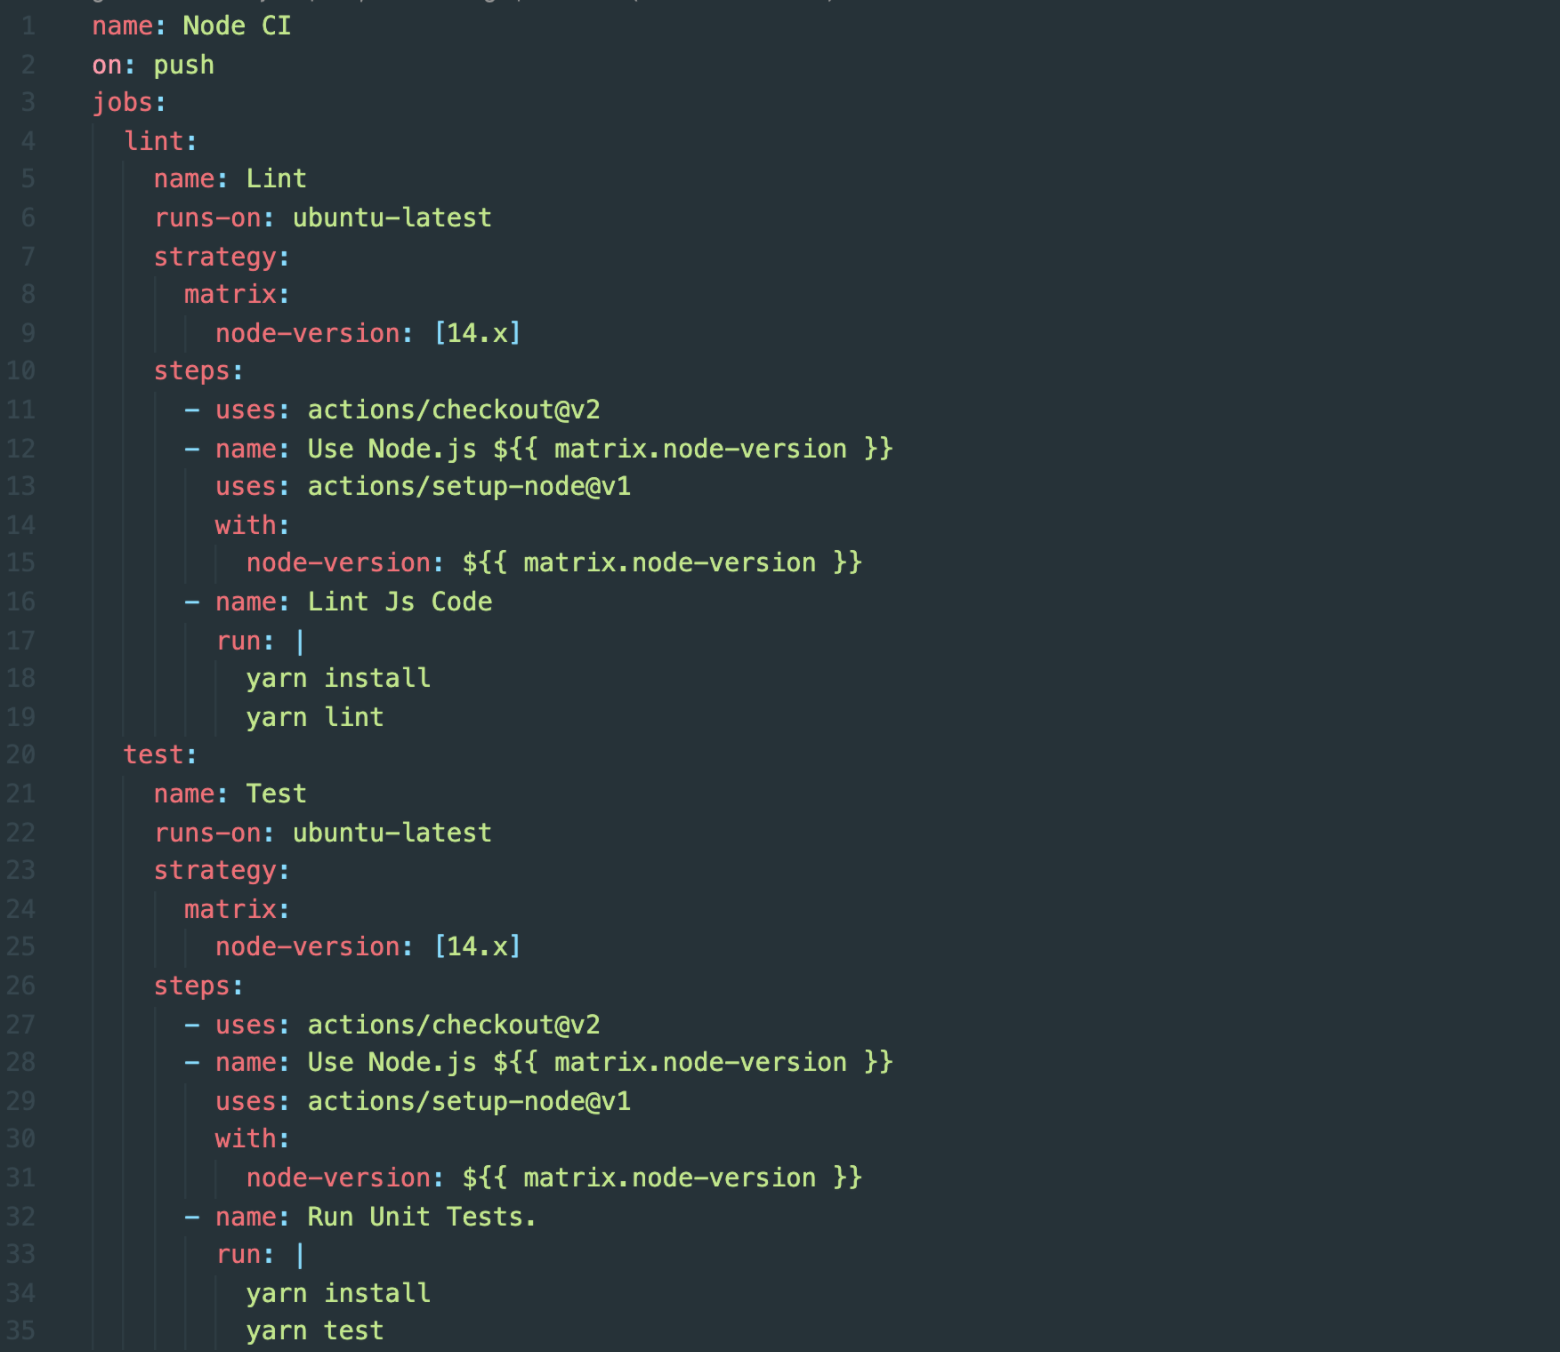 1 name: Node CI
2 on: push
3 jobs:
4 lint:
5 name: Lint
6 runs-on: ubuntu-latest
7 strategy:
8 matrix:
9 node-version: [14.x]
10 steps:
11 - uses: actions/checkout@v2
12 - name: Use Node.js ${{ matrix.node-version }}
13 uses: actions/setup-node@v1
14 with:
15 node-version: ${{ matrix.node-version }}
16 - name: Lint Js Code
17 run: |
18 yarn install
19 yarn lint
20 test:
21 name: Test
22 runs-on: ubuntu-latest
23 strategy:
24 matrix:
25 node-version: [14.x]
26 steps:
27 - uses: actions/checkout@v2
28 - name: Use Node.js ${{ matrix.node-version }}
29 uses: actions/setup-node@v1
30 with:
31 node-version: ${{ matrix.node-version }}
32 - name: Run Unit Tests.
33 run: |
34 yarn install
35 yarn test